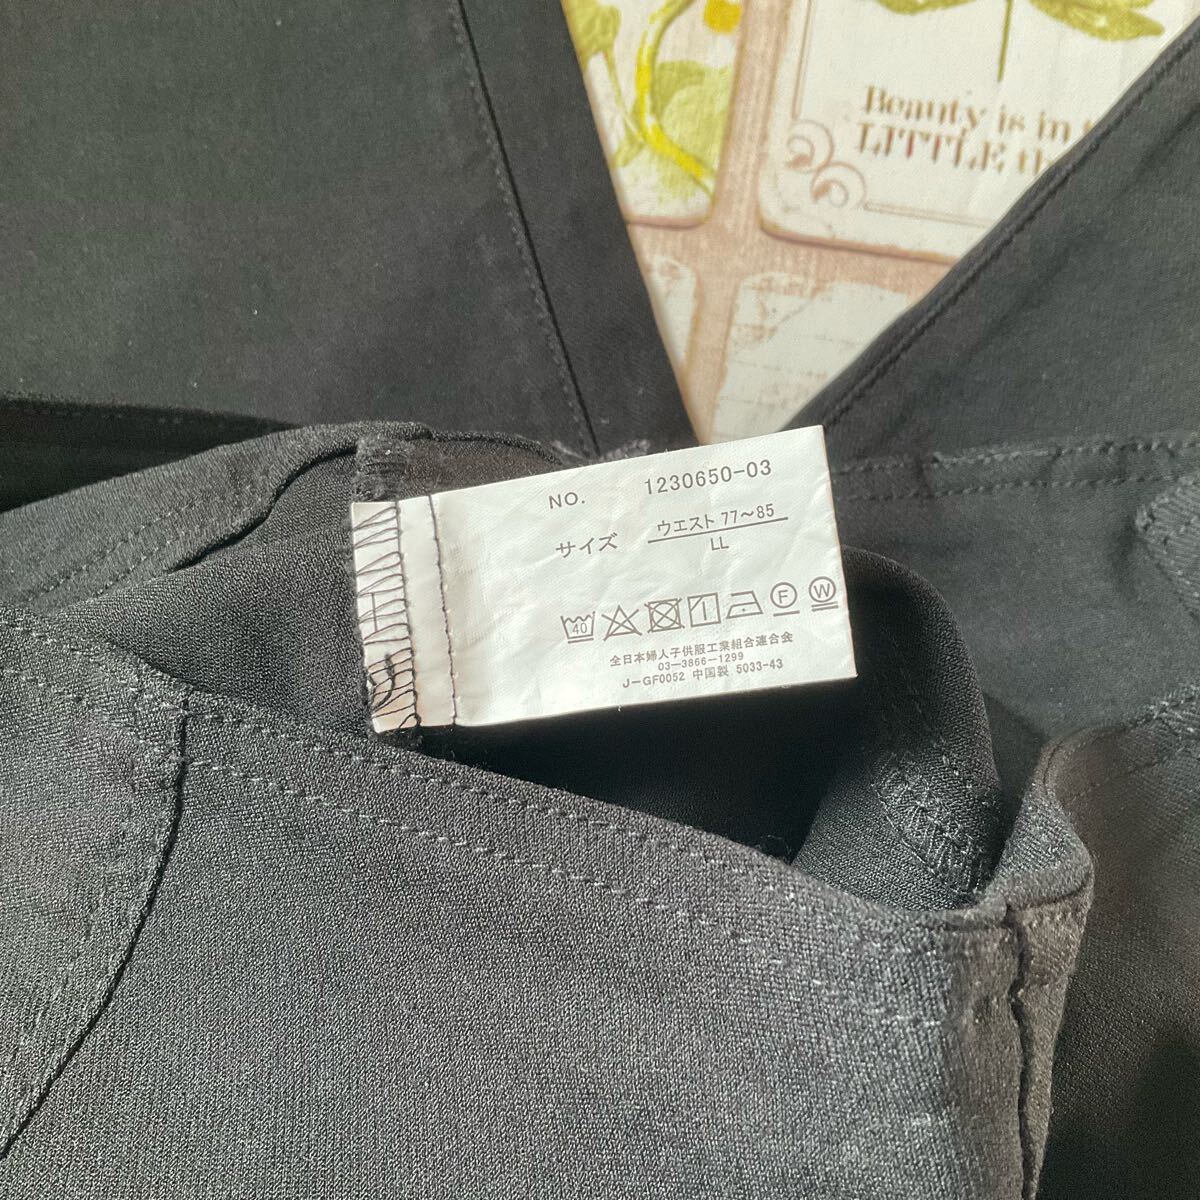 Beauty is in
LITTLE th
NO. 1230650-03
サイズ ウエスト 77~85
LL
40 F W
全日本婦人子供服工業組合連合会
03-3866-1299
J-GF0052 中国製 5033-43